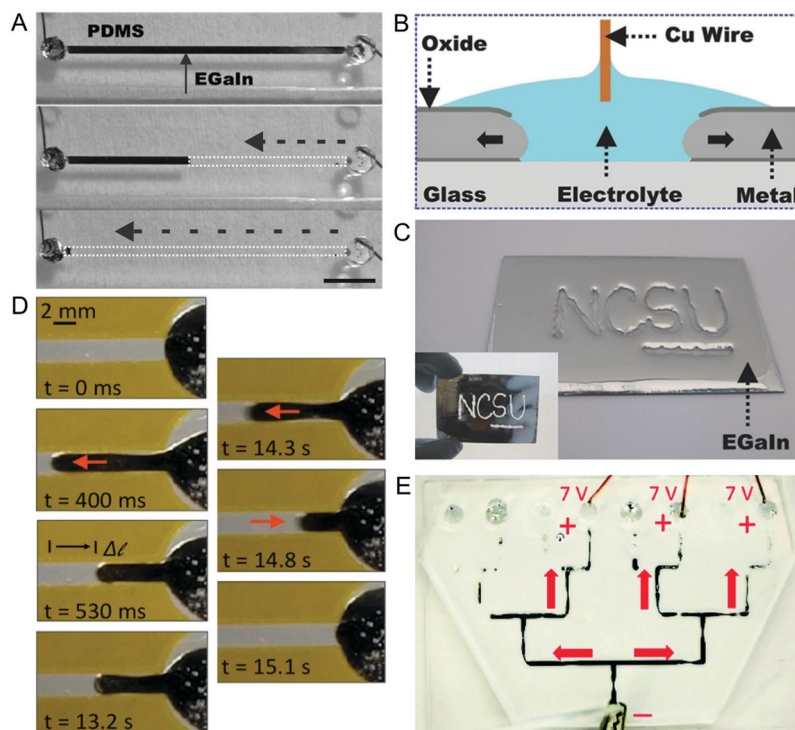 A
PDMS
EGaIn
B
Oxide
Cu Wire
Glass
Electrolyte
Metal
C
NCSU
NCSU
EGaIn
D
2 mm
t = 0 ms
t = 400 ms
Δl
t = 530 ms
t = 13.2 s
t = 14.3 s
t = 14.8 s
t = 15.1 s
E
7 V
7 V
7 V
+
+
+
−